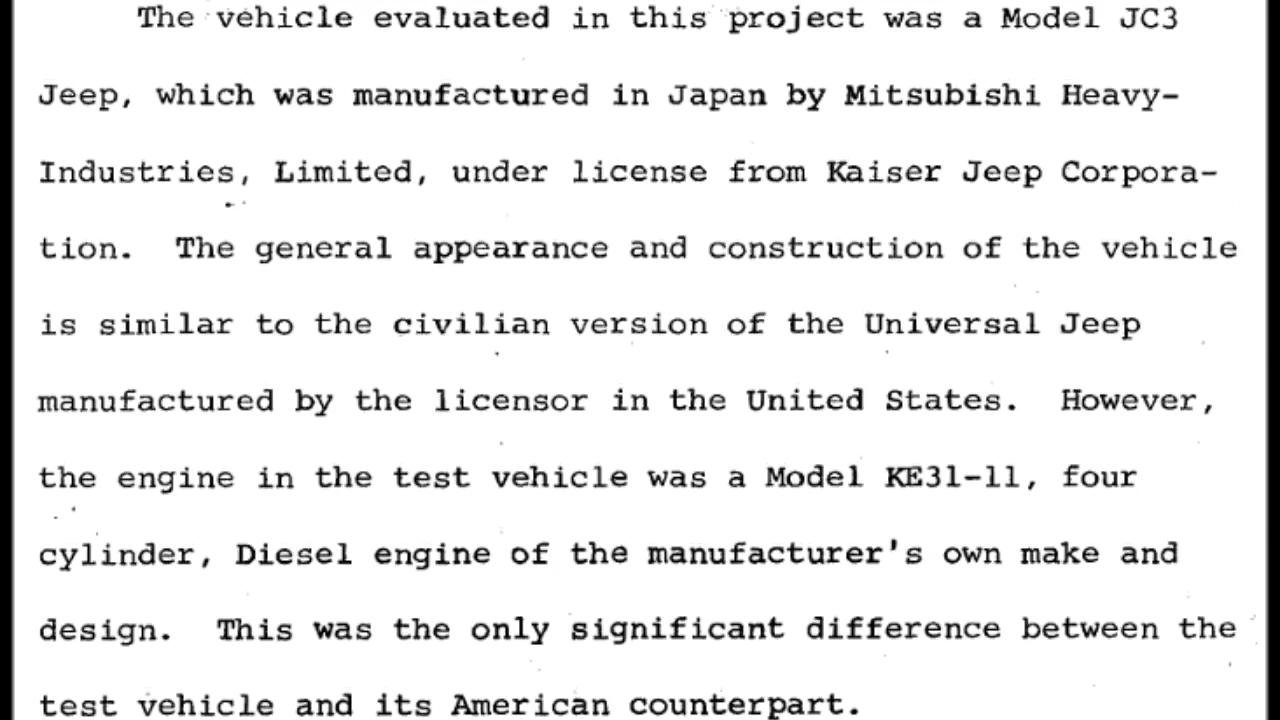 The vehicle evaluated in this project was a Model JC3
Jeep, which was manufactured in Japan by Mitsubishi Heavy-
Industries, Limited, under license from Kaiser Jeep Corpora-
tion. The general appearance and construction of the vehicle
is similar to the civilian version of the Universal Jeep
manufactured by the licensor in the United States. However,
the engine in the test vehicle was a Model KE31-11, four
cylinder, Diesel engine of the manufacturer's own make and
design. This was the only significant difference between the
test vehicle and its American counterpart.